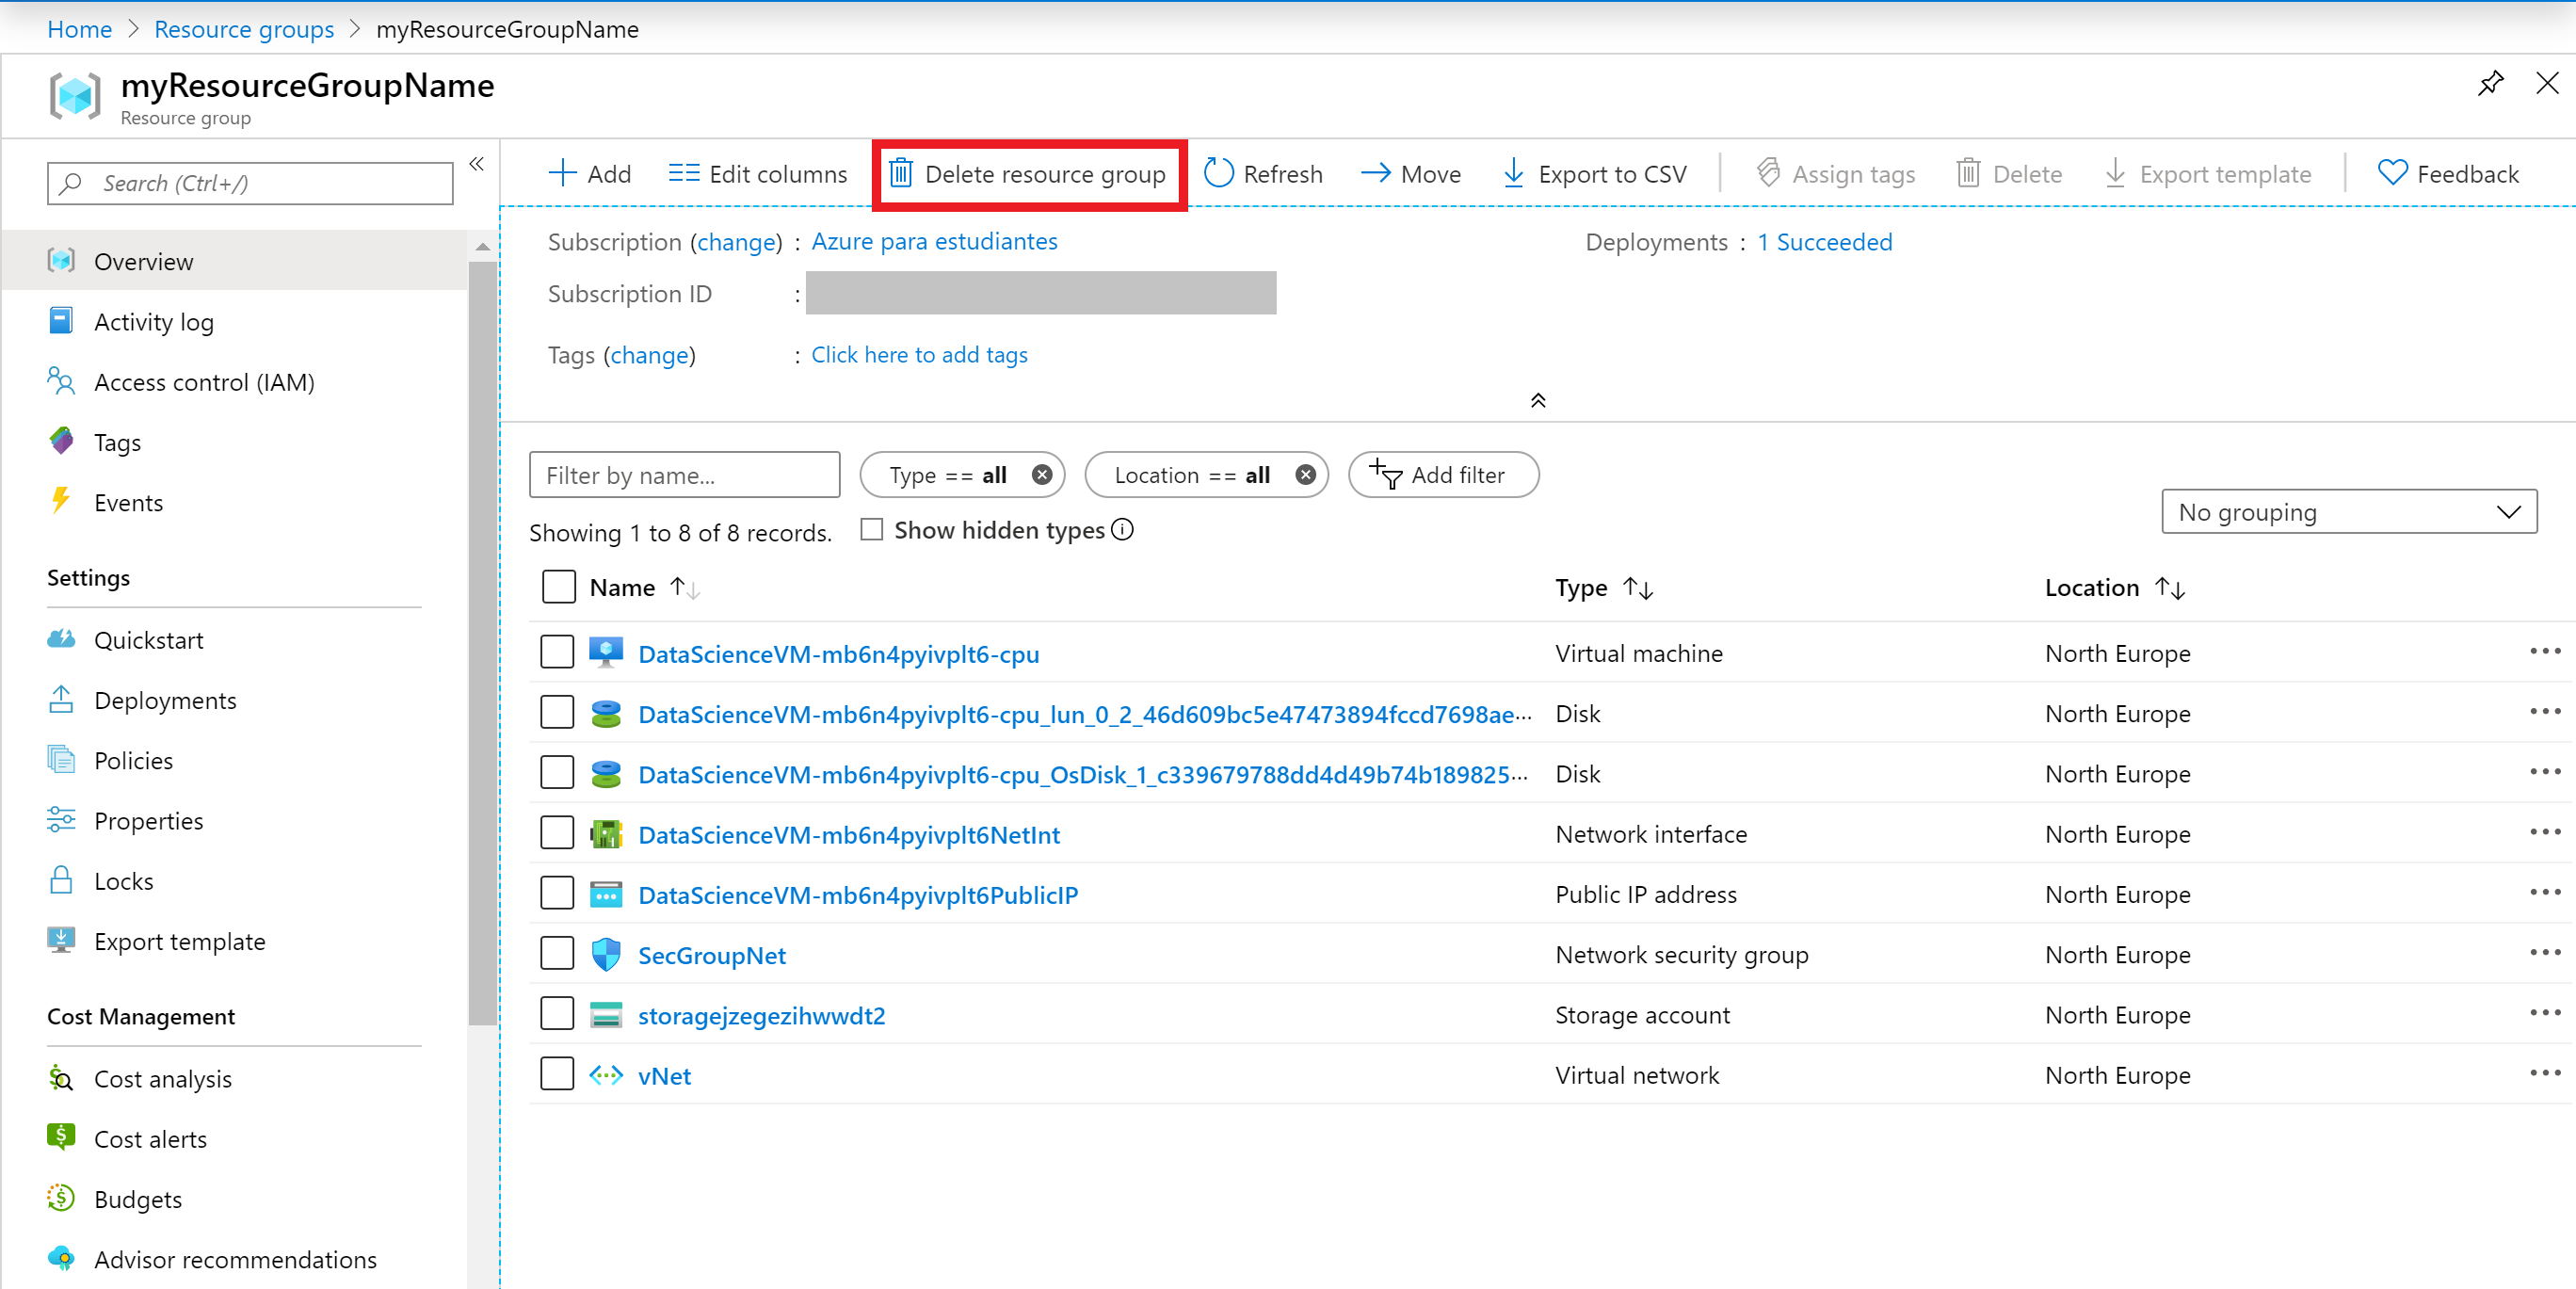 Home > Resource groups > myResourceGroupName
myResourceGroupName
Resource group
Search (Ctrl+/)
Overview
Activity log
Access control (IAM)
Tags
Events
Settings
Quickstart
Deployments
Policies
Properties
Locks
Export template
Cost Management
Cost analysis
Cost alerts
Budgets
Advisor recommendations
Add Edit columns Delete resource group Refresh Move Export to CSV Assign tags Delete Export template Feedback
Subscription (change) : Azure para estudiantes Deployments : 1 Succeeded
Subscription ID :
Tags (change) : Click here to add tags
Filter by name... Type == all Location == all Add filter
Showing 1 to 8 of 8 records. Show hidden types No grouping
Name Type Location
DataScienceVM-mb6n4pyivplt6-cpu Virtual machine North Europe
DataScienceVM-mb6n4pyivplt6-cpu_lun_0_2_46d609bc5e47473894fccd7698ae... Disk North Europe
DataScienceVM-mb6n4pyivplt6-cpu_OsDisk_1_c339679788dd4d49b74b189825... Disk North Europe
DataScienceVM-mb6n4pyivplt6NetInt Network interface North Europe
DataScienceVM-mb6n4pyivplt6PublicIP Public IP address North Europe
SecGroupNet Network security group North Europe
storagejzegezihwwdt2 Storage account North Europe
vNet Virtual network North Europe